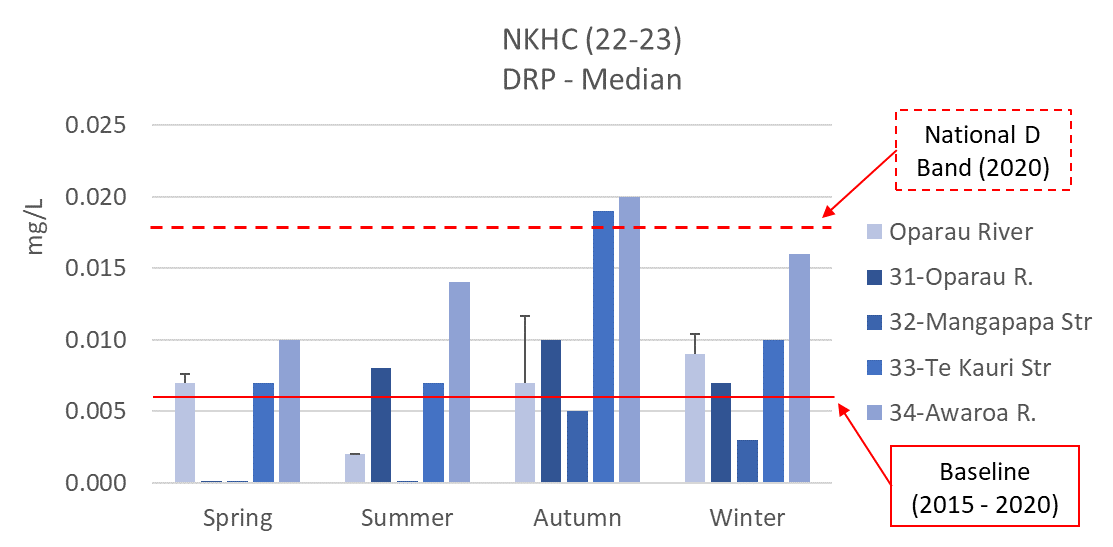 NKHC (22-23)
DRP - Median
0.025
0.020
0.015
0.010
0.005
0.000
mg/L
Spring
Summer
Autumn
Winter
National D
Band (2020)
Oparau River
31-Oparau R.
32-Mangapapa Str
33-Te Kauri Str
34-Awaroa R.
Baseline
(2015 - 2020)